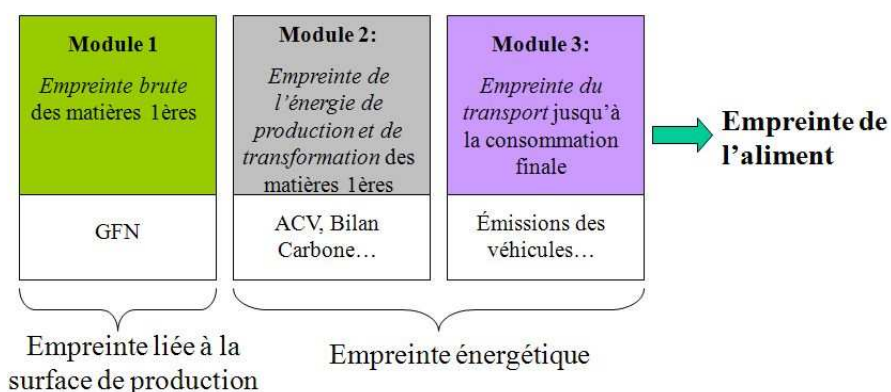 Module 1
Empreinte brute
des matières 1ères
GFN
Module 2:
Empreinte de
l'énergie de
production et de
transformation des
matières 1ères
ACV, Bilan
Carbone…
Module 3:
Empreinte du
transport jusqu'à
la consommation
finale
Émissions des
véhicules…
Empreinte de
l'aliment
Empreinte liée à la
surface de production
Empreinte énergétique